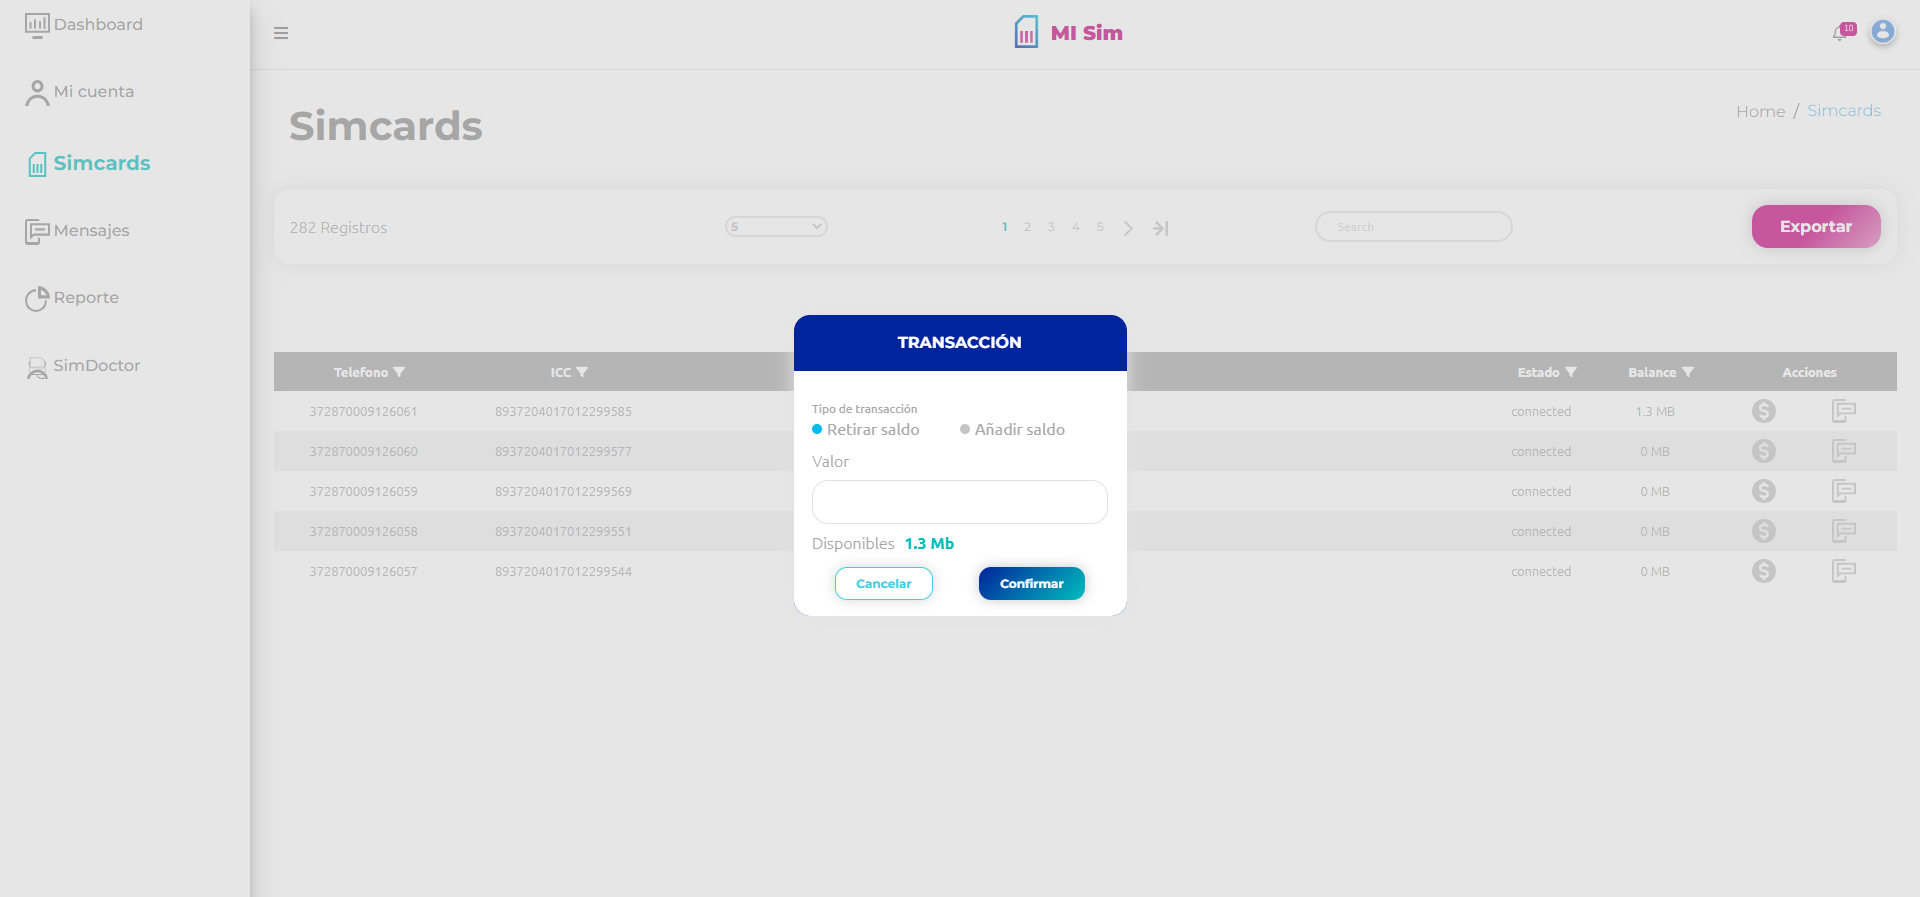 Dashboard
Mi cuenta
Simcards
Mensajes
Reporte
SimDoctor
MI Sim
10
Simcards
Home / Simcards
282 Registros
5
1 2 3 4 5
Search
Exportar
Telefono ICC Estado Balance Acciones
372870009126061 8937204017012299585 connected 1.3 MB
372870009126060 8937204017012299577 connected 0 MB
372870009126059 8937204017012299569 connected 0 MB
372870009126058 8937204017012299551 connected 0 MB
372870009126057 8937204017012299544 connected 0 MB
TRANSACCIÓN
Tipo de transacción
Retirar saldo Añadir saldo
Valor
Disponibles 1.3 Mb
Cancelar Confirmar